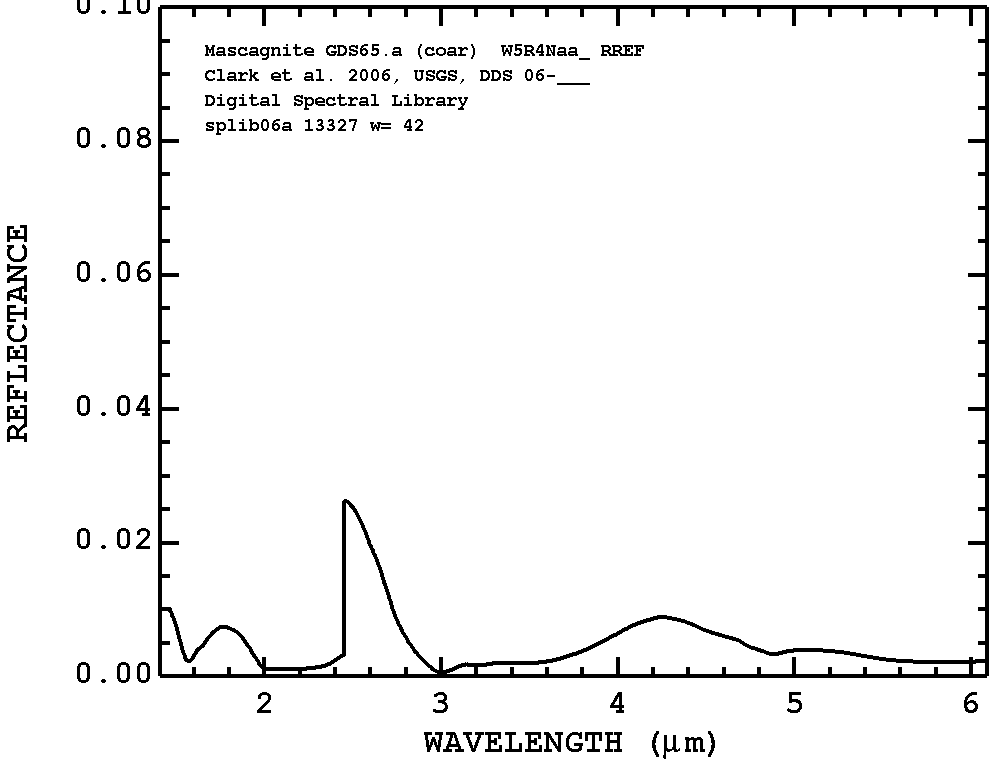 0.10
Mascagnite GDS65.a (coar) W5R4Naa_ RREF
Clark et al. 2006, USGS, DDS 06-___
Digital Spectral Library
splib06a 13327 w= 42
0.08
0.06
0.04
0.02
0.00
REFLECTANCE
2 3 4 5 6
WAVELENGTH (μm)